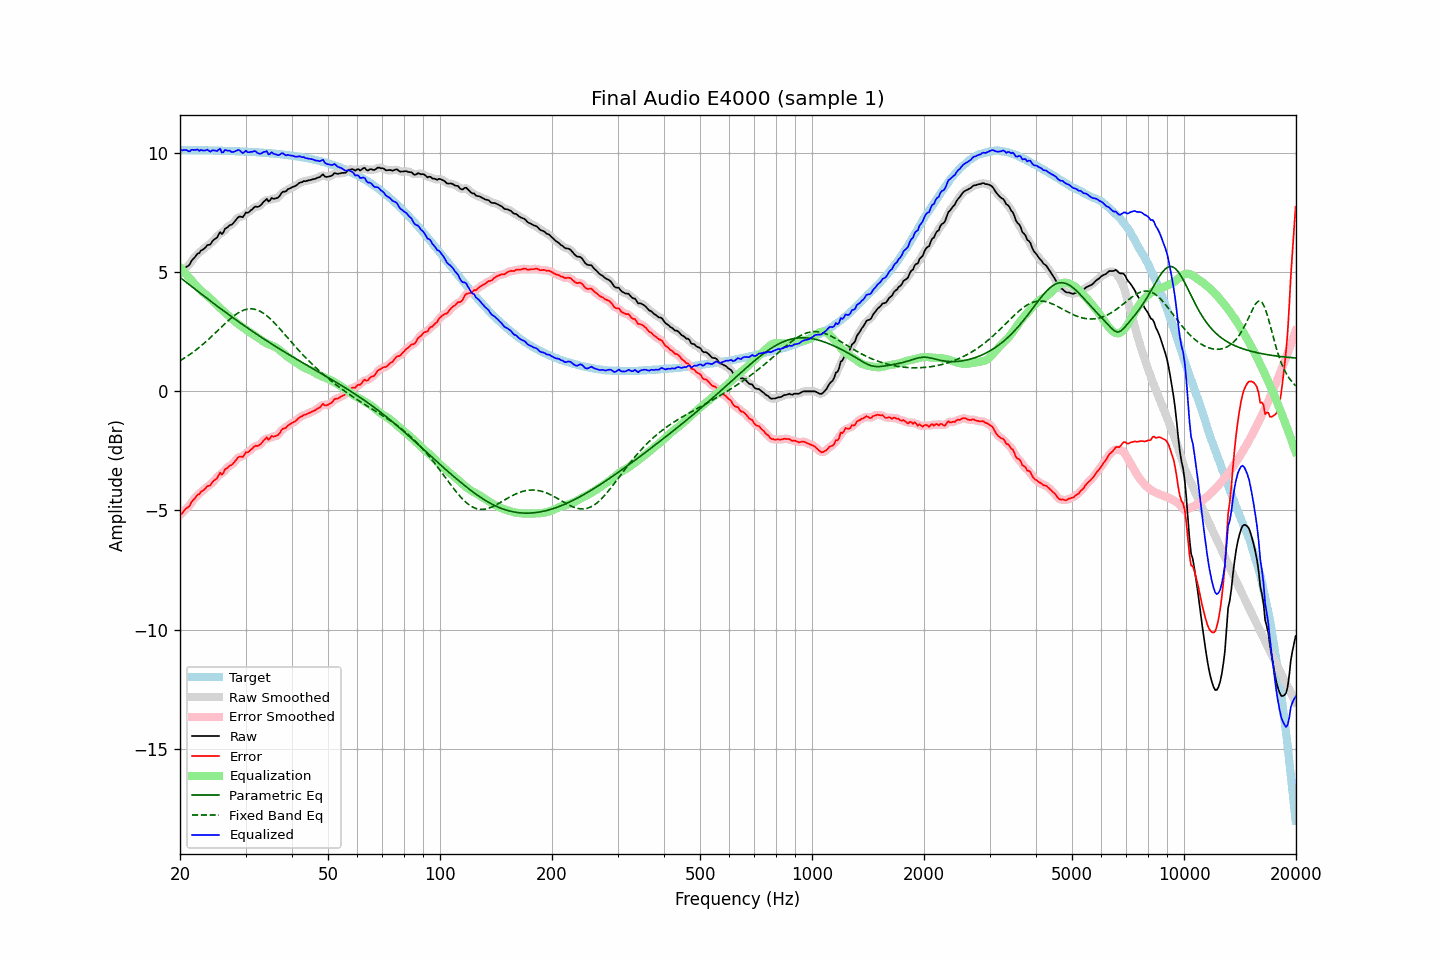 Final Audio E4000 (sample 1)
10
5
0
−5
−10
−15
Amplitude (dBr)
Target
Raw Smoothed
Error Smoothed
Raw
Error
Equalization
Parametric Eq
Fixed Band Eq
Equalized
20 50 100 200 500 1000 2000 5000 10000 20000
Frequency (Hz)